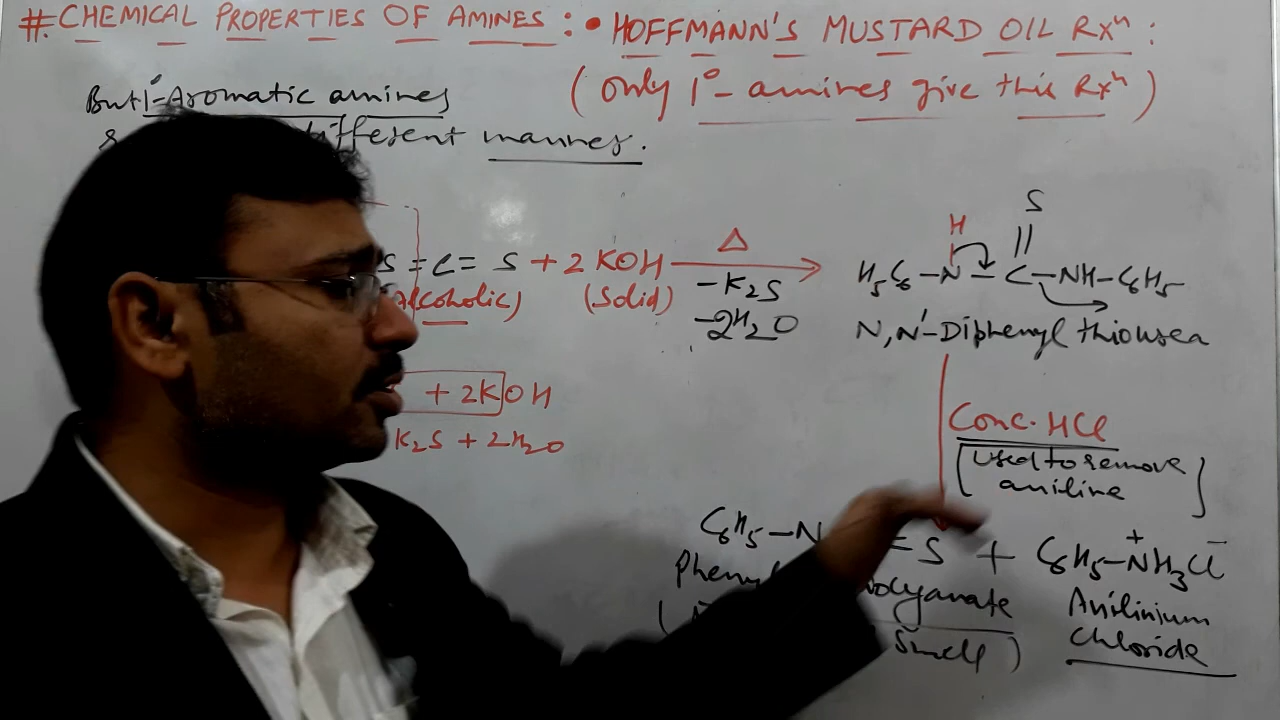 #. CHEMICAL PROPERTIES OF AMINES : • HOFFMANN'S MUSTARD OIL Rxⁿ :
(only 1°- amines give this Rxⁿ)
But 1°-Aromatic amines
different manner.
S = C = S + 2 KOH
(Alcoholic) (Solid)
Δ
- K₂S
- 2H₂O
H
S
H₅C₆ - N - C - NH - C₆H₅
N,N'-Diphenyl thiourea
+ 2KOH
K₂S + 2H₂O
Conc. HCl
[used to remove
aniline]
C₆H₅ - N = S + C₆H₅ - N⁺H₃Cl⁻
Anilinium
Chloride
smell)